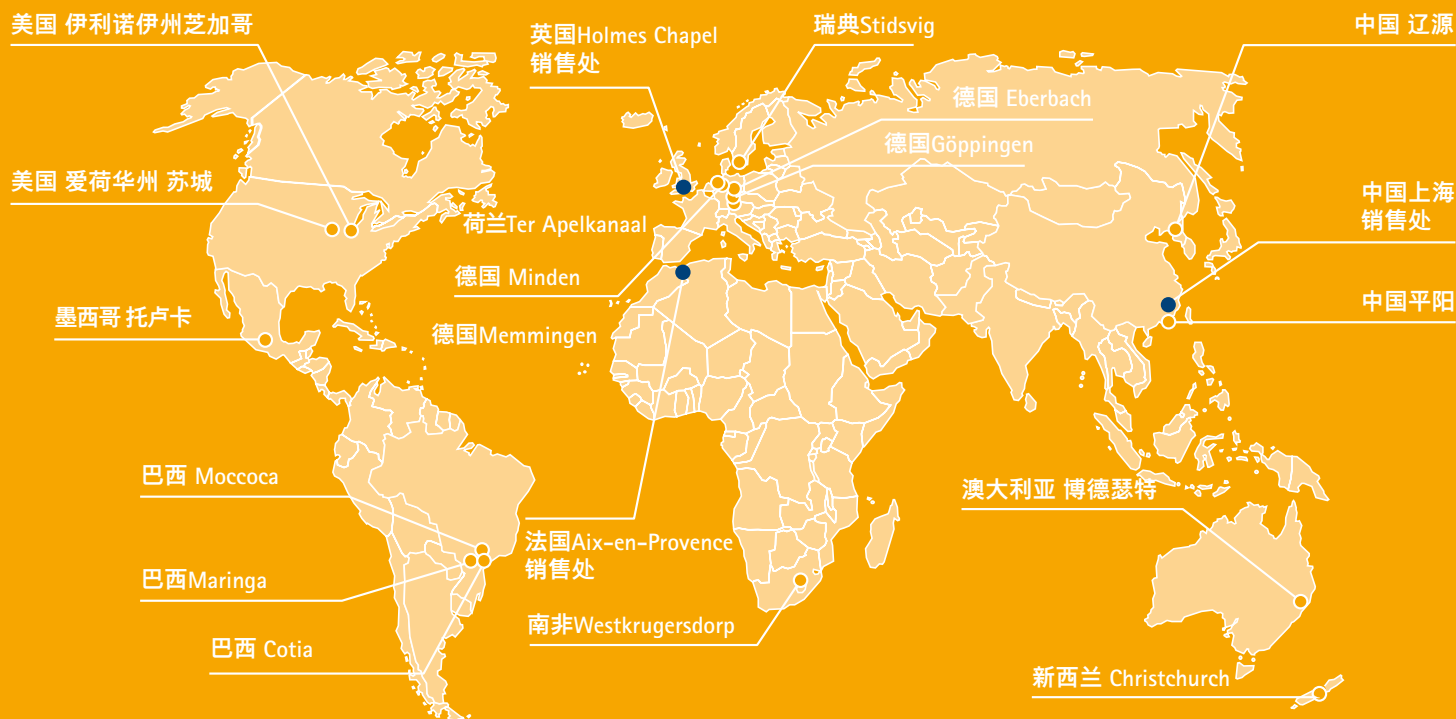 美国 伊利诺伊州芝加哥
英国Holmes Chapel
销售处
瑞典Stidsvig
中国 辽源
德国 Eberbach
德国Göppingen
美国 爱荷华州 苏城
中国上海
销售处
荷兰Ter Apelkanaal
德国 Minden
中国平阳
墨西哥 托卢卡
德国Memmingen
巴西 Moccoca
澳大利亚 博德瑟特
法国Aix-en-Provence
销售处
巴西Maringa
南非Westkrugersdorp
巴西 Cotia
新西兰 Christchurch